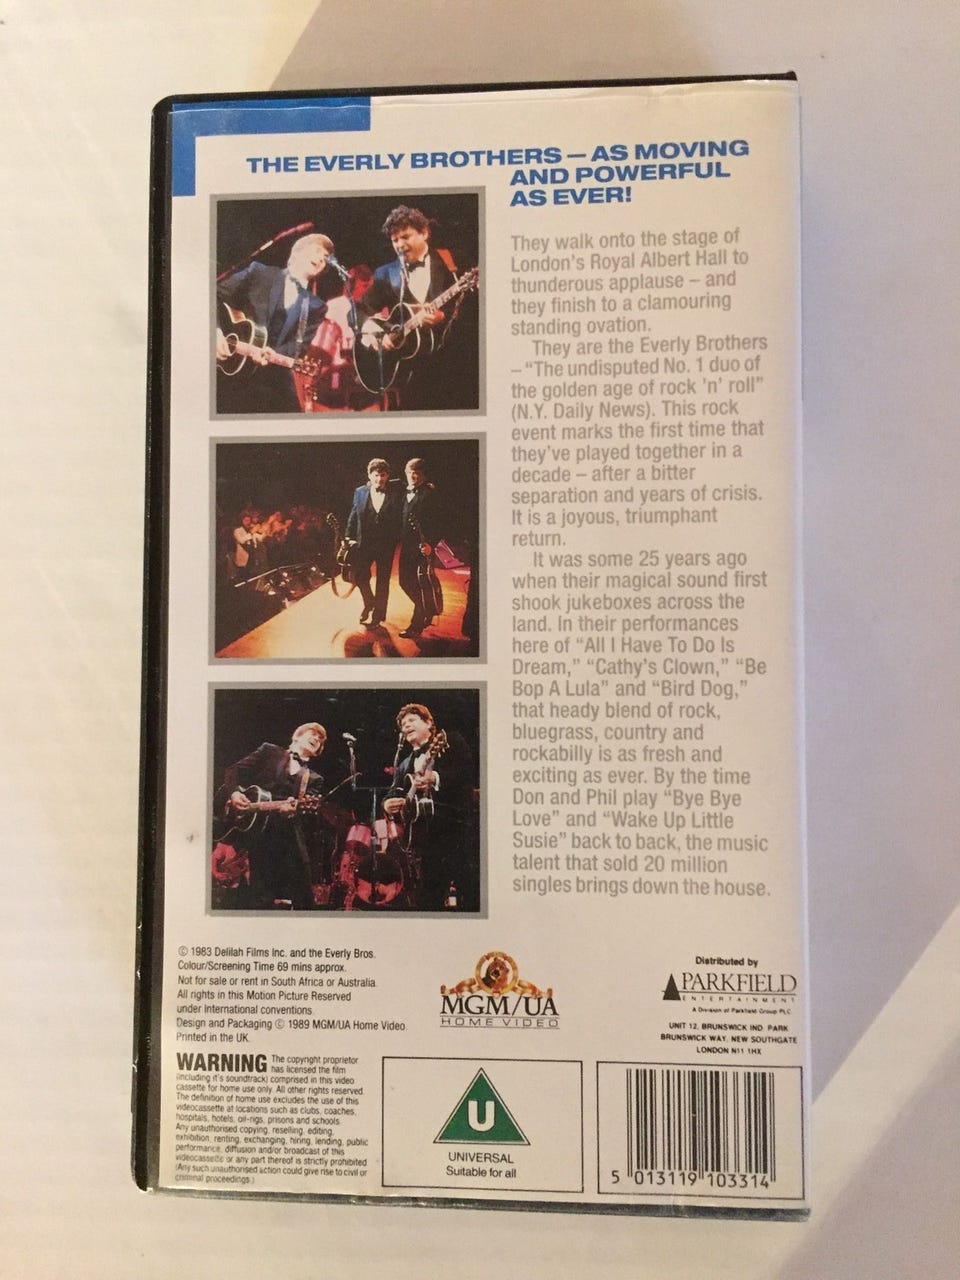 THE EVERLY BROTHERS – AS MOVING
AND POWERFUL
AS EVER!
They walk onto the stage of
London's Royal Albert Hall to
thunderous applause – and
they finish to a clamouring
standing ovation.
They are the Everly Brothers
– “The undisputed No. 1 duo of
the golden age of rock 'n' roll”
(N.Y. Daily News). This rock
event marks the first time that
they've played together in a
decade – after a bitter
separation and years of crisis.
It is a joyous, triumphant
return.
It was some 25 years ago
when their magical sound first
shook jukeboxes across the
land. In their performances
here of “All I Have To Do Is
Dream,” “Cathy's Clown,” “Be
Bop A Lula” and “Bird Dog,”
that heady blend of rock,
bluegrass, country and
rockabilly is as fresh and
exciting as ever. By the time
Don and Phil play “Bye Bye
Love” and “Wake Up Little
Susie” back to back, the music
talent that sold 20 million
singles brings down the house.
© 1983 Delilah Films Inc. and the Everly Bros.
Colour/Screening Time 69 mins approx.
Not for sale or rent in South Africa or Australia.
All rights in this Motion Picture Reserved
under International conventions.
Design and Packaging © 1989 MGM/UA Home Video.
Printed in the UK.
MGM/UA
HOME VIDEO
Distributed by
PARKFIELD
ENTERTAINMENT
A Division of Parkfield Group PLC
UNIT 12, BRUNSWICK IND. PARK
BRUNSWICK WAY, NEW SOUTHGATE
LONDON N11 1HX
WARNING The copyright proprietor
has licensed the film
(including it's soundtrack) comprised in this video
cassette for home use only. All other rights reserved.
The definition of home use excludes the use of this
videocassette at locations such as clubs, coaches,
hospitals, hotels, oil-rigs, prisons and schools.
Any unauthorised copying, reselling, editing,
exhibition, renting, exchanging, hiring, lending, public
performance, diffusion and/or broadcast of this
videocassette or any part thereof is strictly prohibited
(Any such unauthorised action could give rise to civil or
criminal proceedings.)
U
UNIVERSAL
Suitable for all
5 013119 103314